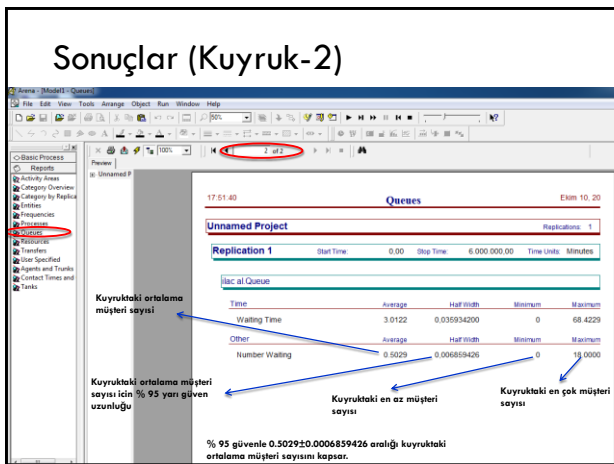 Sonuçlar (Kuyruk-2)
Arena - [Model1 - Queues]
File Edit View Tools Arrange Object Run Window Help
100%
2 of 2
Preview
Unnamed P
Basic Process
Reports
Activity Areas
Category Overview
Category by Replica
Entities
Frequencies
Processes
Queues
Resources
Transfers
User Specified
Agents and Trunks
Contact Times and
Tanks
17:51:40 Queues Ekim 10, 20
Unnamed Project Replications: 1
Replication 1 Start Time: 0,00 Stop Time: 6.000.000,00 Time Units: Minutes
ilac al.Queue
Time Average Half Width Minimum Maximum
Waiting Time 3.0122 0,035934200 0 68.4229
Other Average Half Width Minimum Maximum
Number Waiting 0.5029 0,006859426 0 18.0000
Kuyruktaki ortalama
müşteri sayısı
Kuyruktaki ortalama müşteri
sayısı icin % 95 yarı güven
uzunluğu
Kuyruktaki en az müşteri
sayısı
Kuyruktaki en çok müşteri
sayısı
% 95 güvenle 0.5029±0.0006859426 aralığı kuyruktaki
ortalama müşteri sayısını kapsar.